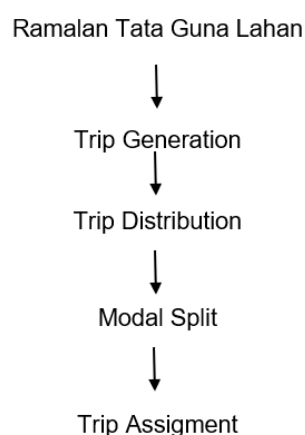 Ramalan Tata Guna Lahan
Trip Generation
Trip Distribution
Modal Split
Trip Assigment